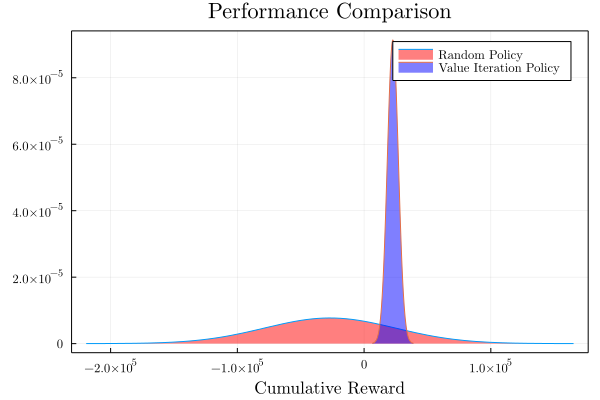 Performance Comparison
Random Policy
Value Iteration Policy
8.0×10⁻⁵
6.0×10⁻⁵
4.0×10⁻⁵
2.0×10⁻⁵
0
−2.0×10⁵ −1.0×10⁵ 0 1.0×10⁵
Cumulative Reward